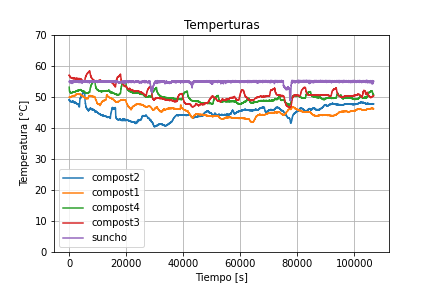 Temperturas
Temperatura [°C]
70
60
50
40
30
20
10
0
compost2
compost1
compost4
compost3
suncho
0
20000
40000
60000
80000
100000
Tiempo [s]